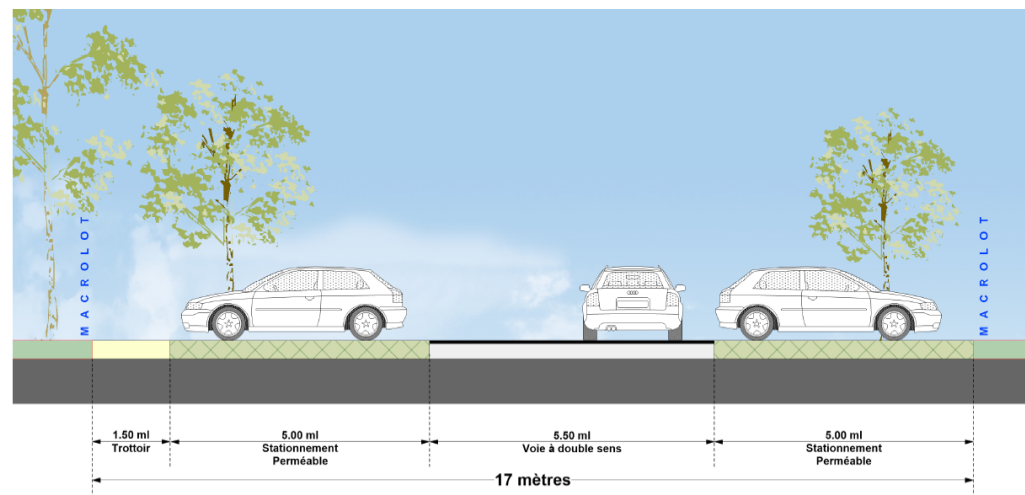 MACROLOT
MACROLOT
1.50 ml
Trottoir
5.00 ml
Stationnement
Perméable
5.50 ml
Voie à double sens
5.00 ml
Stationnement
Perméable
17 mètres